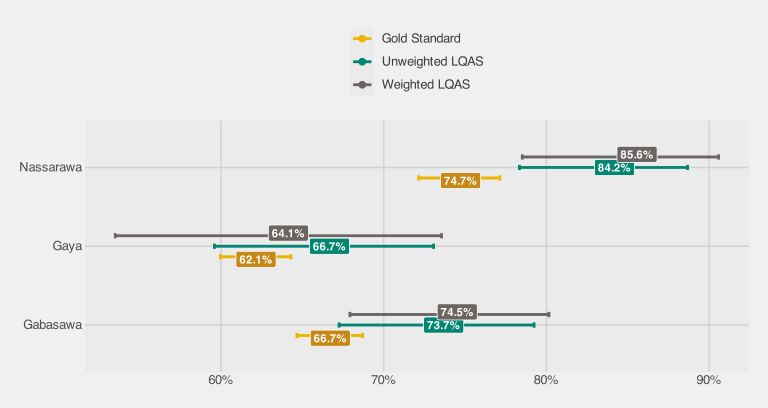 Gold Standard
Unweighted LQAS
Weighted LQAS
85.6%
Nassarawa
84.2%
74.7%
64.1%
Gaya
66.7%
62.1%
74.5%
Gabasawa
73.7%
66.7%
60%
70%
80%
90%